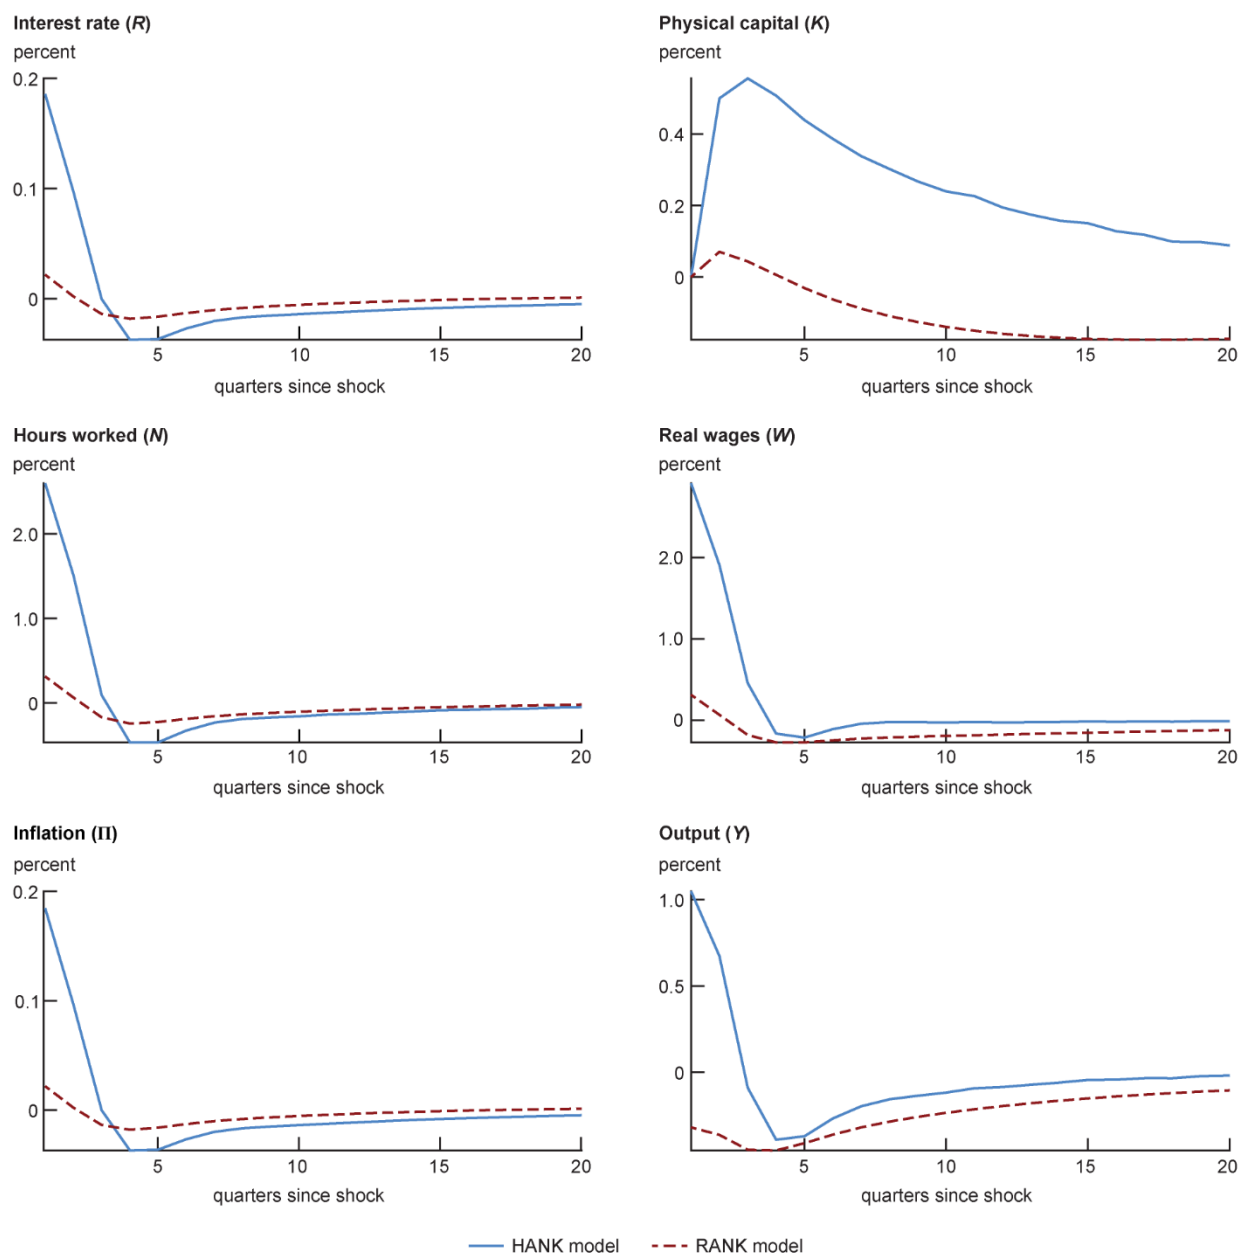 Interest rate (R)
percent
0.2
0.1
0
5
10
15
20
quarters since shock
Physical capital (K)
percent
0.4
0.2
0
5
10
15
20
quarters since shock
Hours worked (N)
percent
2.0
1.0
0
5
10
15
20
quarters since shock
Real wages (W)
percent
2.0
1.0
0
5
10
15
20
quarters since shock
Inflation (Π)
percent
0.2
0.1
0
5
10
15
20
quarters since shock
Output (Y)
percent
1.0
0.5
0
5
10
15
20
quarters since shock
HANK model
RANK model